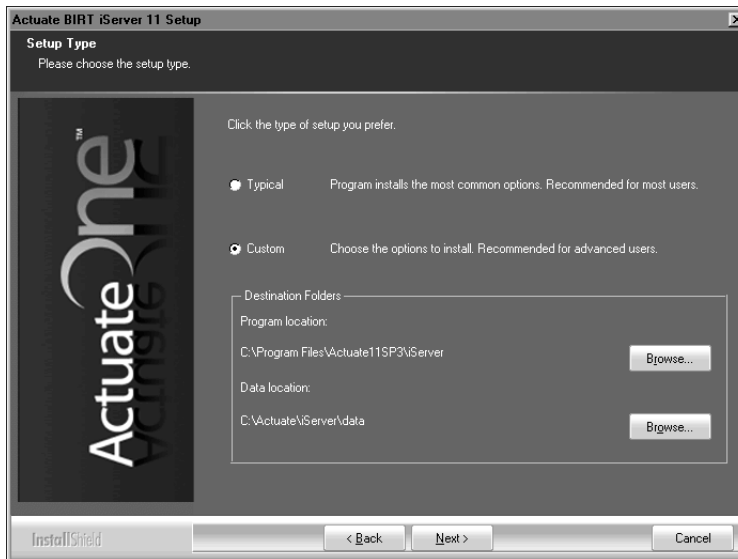 Actuate BIRT iServer 11 Setup
Setup Type
Please choose the setup type.
ActuateOne™
Click the type of setup you prefer.
Typical Program installs the most common options. Recommended for most users.
Custom Choose the options to install. Recommended for advanced users.
Destination Folders
Program location:
C:\Program Files\Actuate11SP3\iServer
Browse...
Data location:
C:\Actuate\iServer\data
Browse...
InstallShield
< Back Next > Cancel